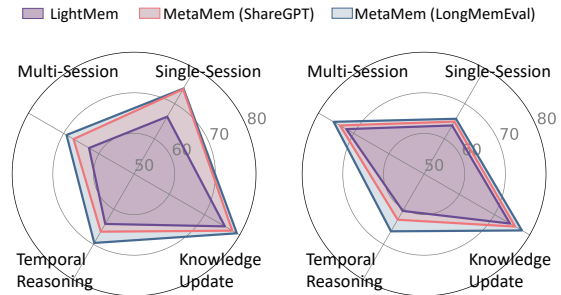 LightMem MetaMem (ShareGPT) MetaMem (LongMemEval)
Multi-Session Single-Session
80
70
60
50
Temporal Reasoning
Knowledge Update
Multi-Session Single-Session
80
70
60
50
Temporal Reasoning
Knowledge Update